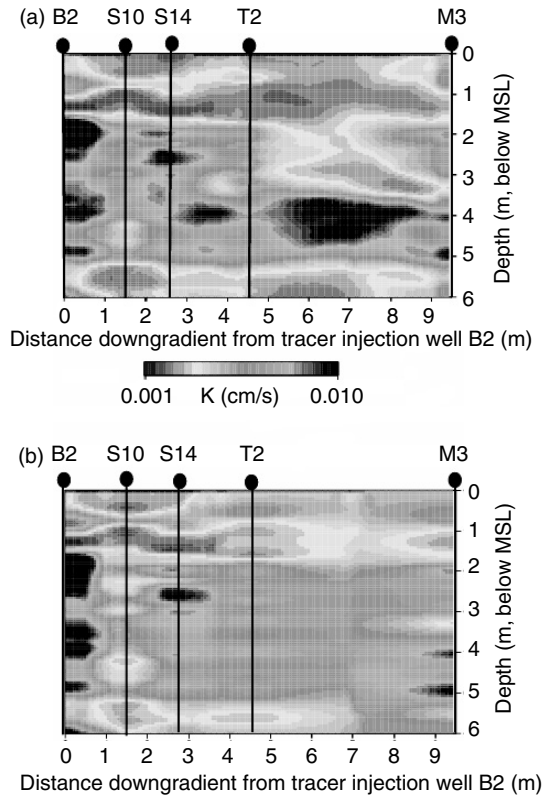 (a) B2 S10 S14 T2 M3
0
1
2
3
4
5
6
Depth (m, below MSL)
0 1 2 3 4 5 6 7 8 9
Distance downgradient from tracer injection well B2 (m)
0.001 K (cm/s) 0.010
(b) B2 S10 S14 T2 M3
0
1
2
3
4
5
6
Depth (m, below MSL)
0 1 2 3 4 5 6 7 8 9
Distance downgradient from tracer injection well B2 (m)